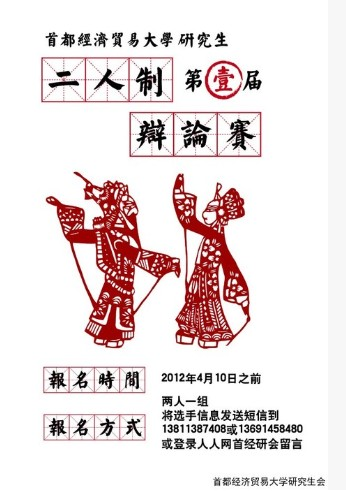 首都經濟貿易大學研究生
二人制 第壹届
辯論賽
報名時間 2012年4月10日之前
两人一组
将选手信息发送短信到
報名方式 13811387408或13691458480
或登录人人网首经研会留言
首都经济贸易大学研究生会